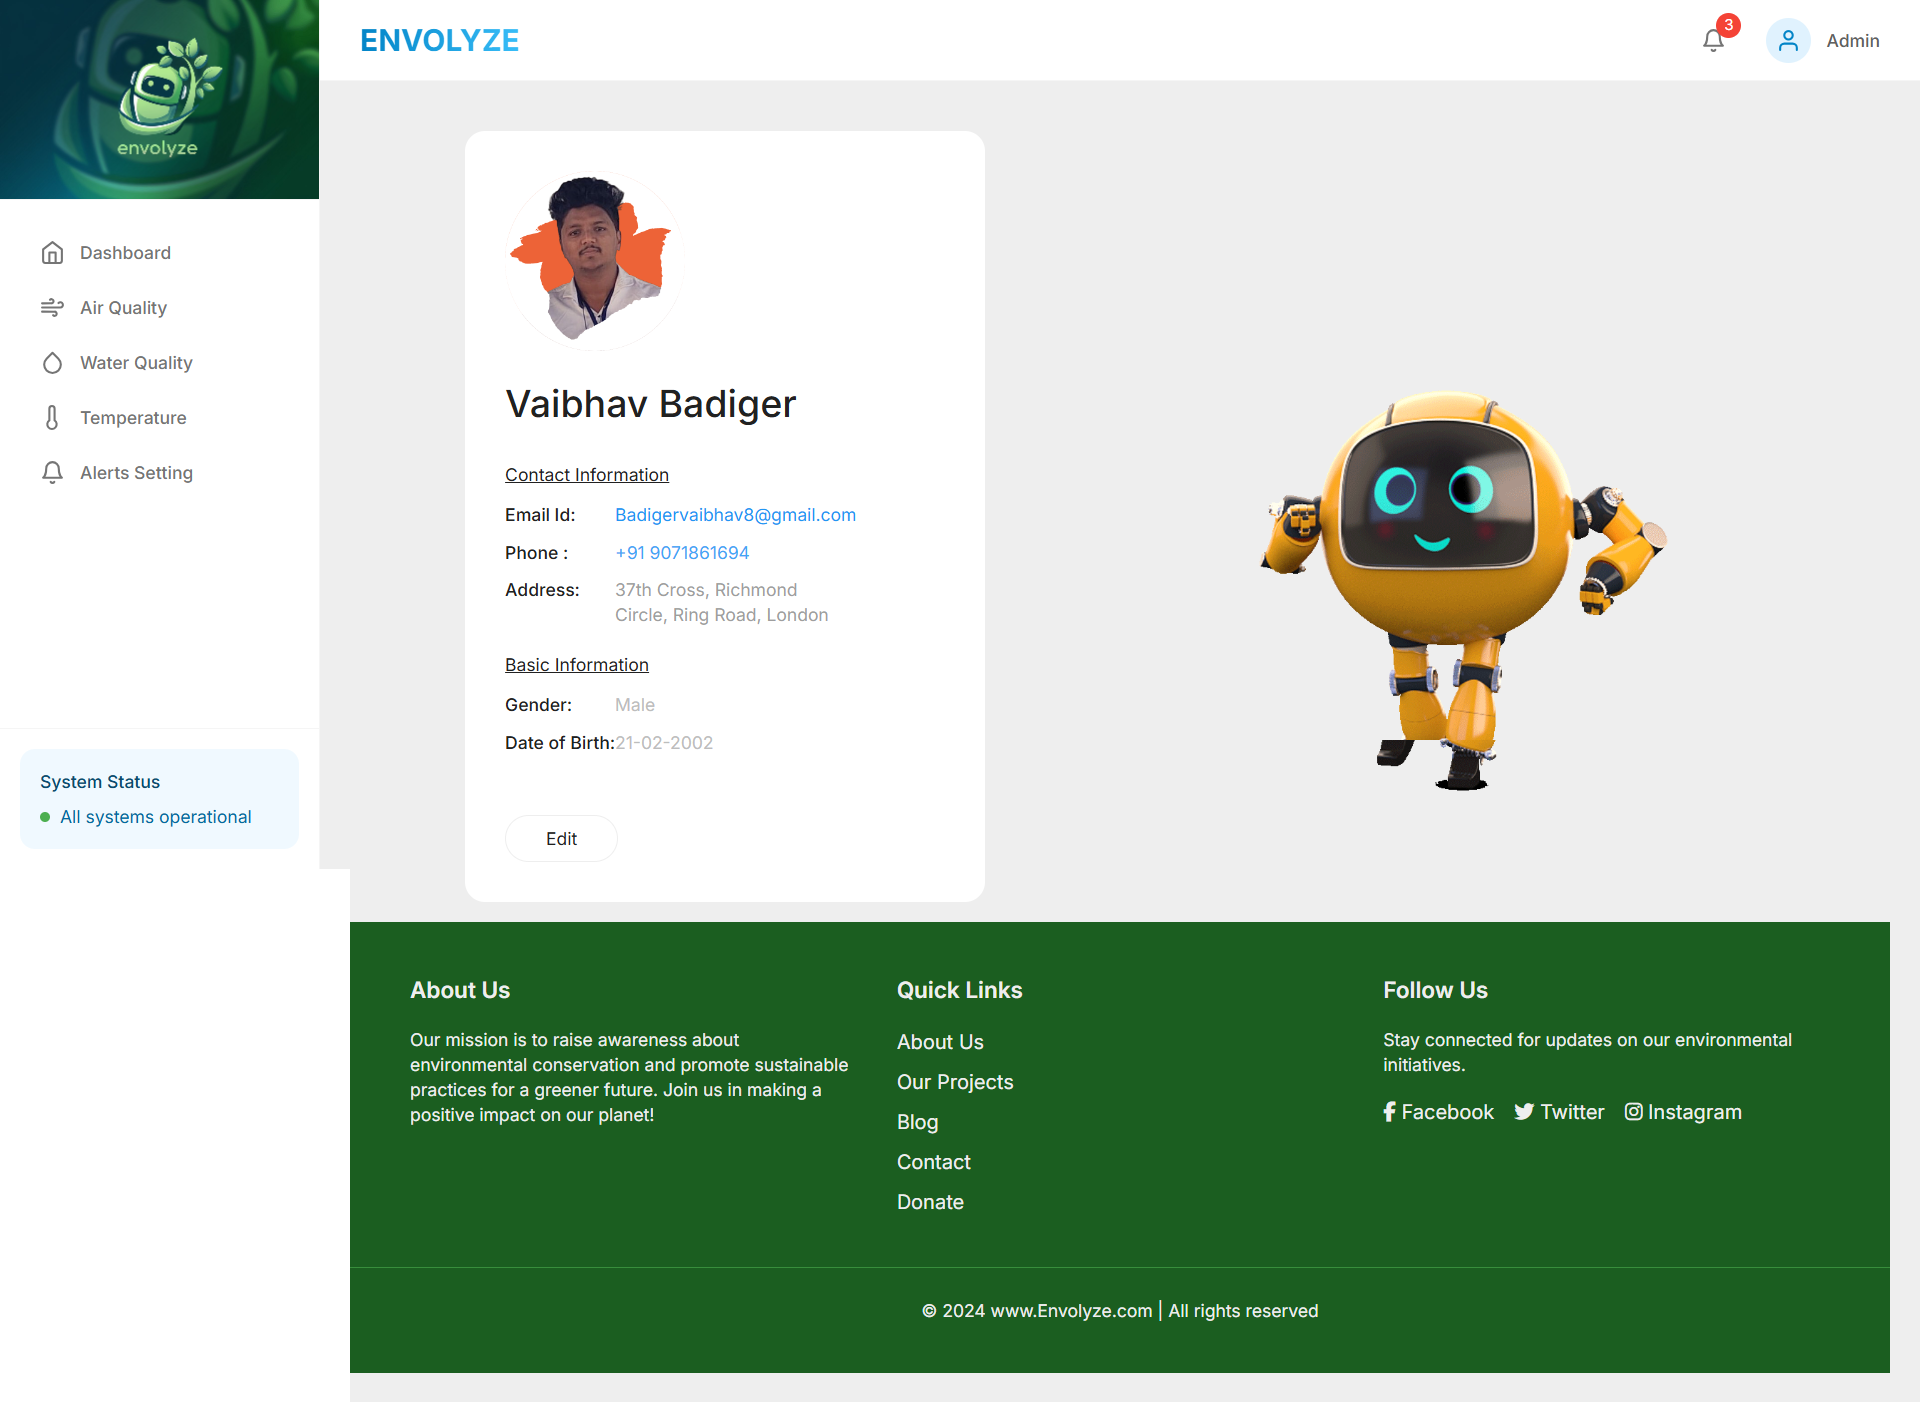 envolyze
ENVOLYZE
3
Admin
Dashboard
Air Quality
Water Quality
Temperature
Alerts Setting
System Status
All systems operational
Vaibhav Badiger
Contact Information
Email Id: Badigervaibhav8@gmail.com
Phone : +91 9071861694
Address: 37th Cross, Richmond
Circle, Ring Road, London
Basic Information
Gender: Male
Date of Birth: 21-02-2002
Edit
About Us
Our mission is to raise awareness about
environmental conservation and promote sustainable
practices for a greener future. Join us in making a
positive impact on our planet!
Quick Links
About Us
Our Projects
Blog
Contact
Donate
Follow Us
Stay connected for updates on our environmental
initiatives.
Facebook Twitter Instagram
© 2024 www.Envolyze.com | All rights reserved